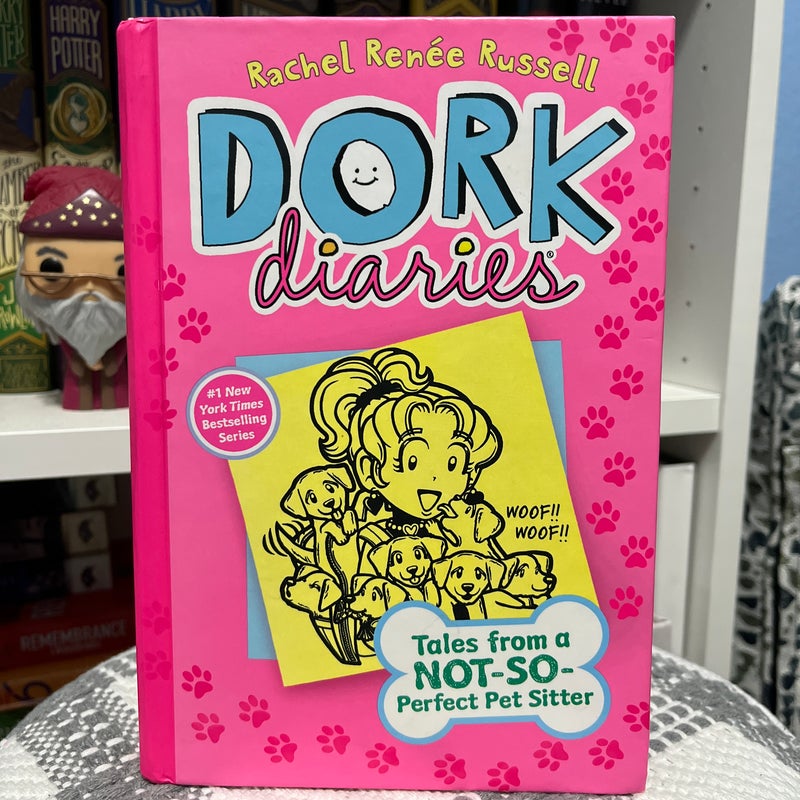 Rachel Renée Russell
DORK
diaries®
#1 New
York Times
Bestselling
Series
WOOF!!
WOOF!!
Tales from a
NOT-SO-
Perfect Pet Sitter
HARRY
POTTER
REMEMBRANCE